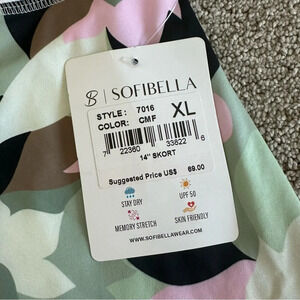 SOFIBELLA
STYLE: 7016
COLOR: CMF
XL
7 22360 33822 6
14" SKORT
Suggested Price US$ 69.00
STAY DRY
UPF 50
MEMORY STRETCH
SKIN FRIENDLY
WWW.SOFIBELLAWEAR.COM